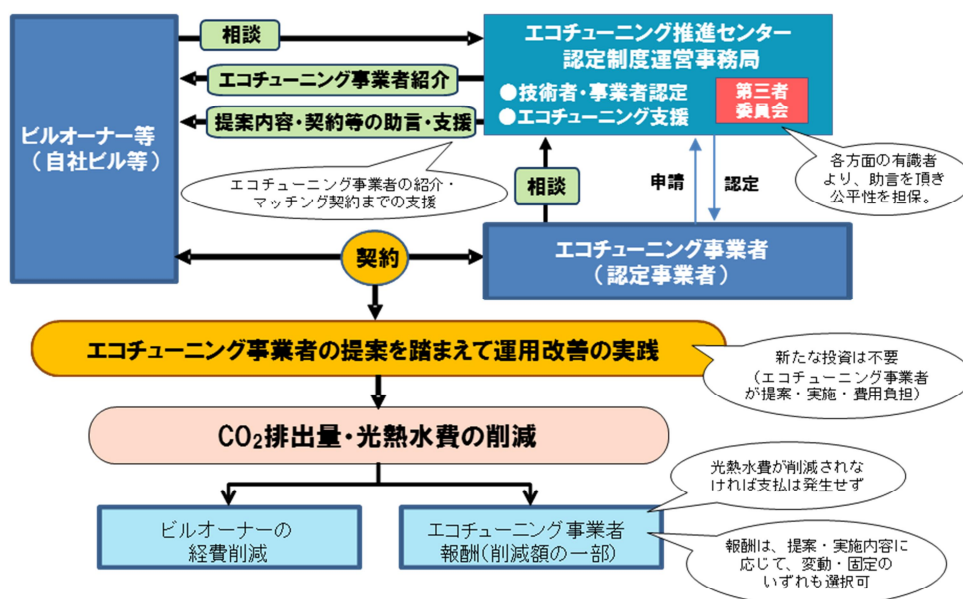 相談
エコチューニング事業者紹介
提案内容・契約等の助言・支援
ビルオーナー等
（自社ビル等）
エコチューニング推進センター
認定制度運営事務局
●技術者・事業者認定
●エコチューニング支援
第三者
委員会
エコチューニング事業者の紹介・
マッチング契約までの支援
相談
申請
認定
各方面の有識者
より、助言を頂き
公平性を担保。
契約
エコチューニング事業者
（認定事業者）
エコチューニング事業者の提案を踏まえて運用改善の実践
新たな投資は不要
（エコチューニング事業者
が提案・実施・費用負担）
CO₂排出量・光熱水費の削減
光熱水費が削減されな
ければ支払は発生せず
ビルオーナーの
経費削減
エコチューニング事業者
報酬（削減額の一部）
報酬は、提案・実施内容に
応じて、変動・固定の
いずれも選択可